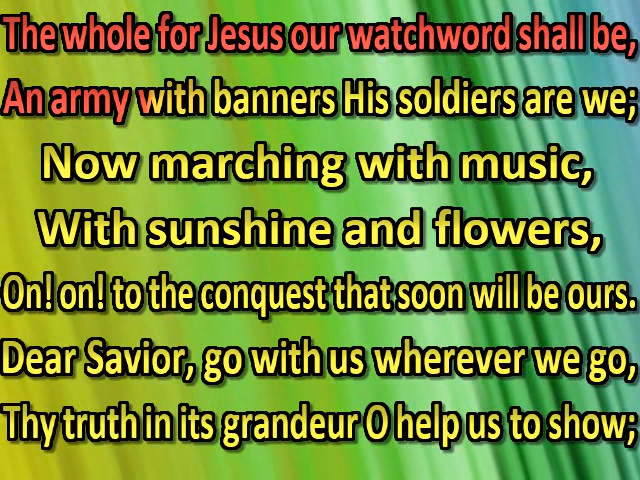 The whole for Jesus our watchword shall be,
An army with banners His soldiers are we;
Now marching with music,
With sunshine and flowers,
On! on! to the conquest that soon will be ours.
Dear Savior, go with us wherever we go,
Thy truth in its grandeur O help us to show;